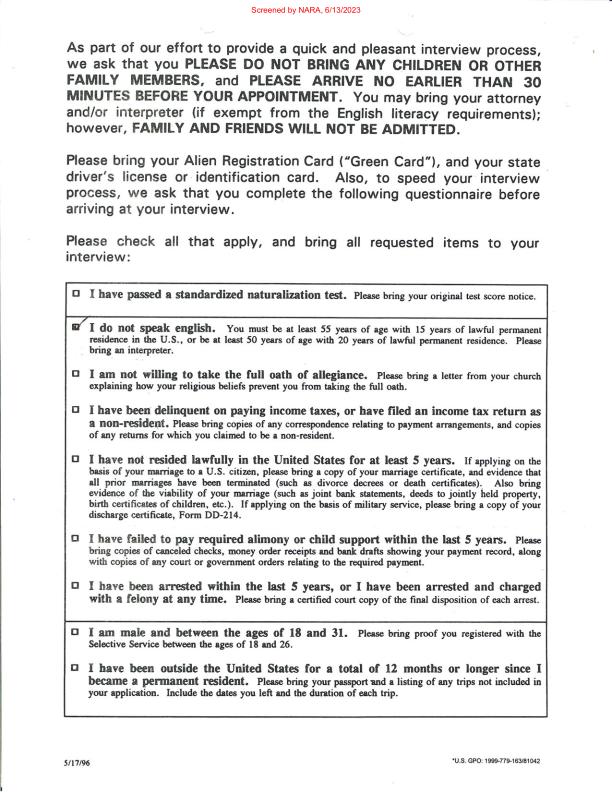 Screened by NARA, 6/13/2023
As part of our effort to provide a quick and pleasant interview process,
we ask that you PLEASE DO NOT BRING ANY CHILDREN OR OTHER
FAMILY MEMBERS, and PLEASE ARRIVE NO EARLIER THAN 30
MINUTES BEFORE YOUR APPOINTMENT. You may bring your attorney
and/or interpreter (if exempt from the English literacy requirements);
however, FAMILY AND FRIENDS WILL NOT BE ADMITTED.
Please bring your Alien Registration Card ("Green Card"), and your state
driver's license or identification card. Also, to speed your interview
process, we ask that you complete the following questionnaire before
arriving at your interview.
Please check all that apply, and bring all requested items to your
interview:
I have passed a standardized naturalization test. Please bring your original test score notice.
I do not speak english. You must be at least 55 years of age with 15 years of lawful permanent
residence in the U.S., or be at least 50 years of age with 20 years of lawful permanent residence. Please
bring an interpreter.
I am not willing to take the full oath of allegiance. Please bring a letter from your church
explaining how your religious beliefs prevent you from taking the full oath.
I have been delinquent on paying income taxes, or have filed an income tax return as
a non-resident. Please bring copies of any correspondence relating to payment arrangements, and copies
of any returns for which you claimed to be a non-resident.
I have not resided lawfully in the United States for at least 5 years. If applying on the
basis of your marriage to a U.S. citizen, please bring a copy of your marriage certificate, and evidence that
all prior marriages have been terminated (such as divorce decrees or death certificates). Also bring
evidence of the viability of your marriage (such as joint bank statements, deeds to jointly held property,
birth certificates of children, etc.). If applying on the basis of military service, please bring a copy of your
discharge certificate, Form DD-214.
I have failed to pay required alimony or child support within the last 5 years. Please
bring copies of canceled checks, money order receipts and bank drafts showing your payment record, along
with copies of any court or government orders relating to the required payment.
I have been arrested within the last 5 years, or I have been arrested and charged
with a felony at any time. Please bring a certified court copy of the final disposition of each arrest.
I am male and between the ages of 18 and 31. Please bring proof you registered with the
Selective Service between the ages of 18 and 26.
I have been outside the United States for a total of 12 months or longer since I
became a permanent resident. Please bring your passport and a listing of any trips not included in
your application. Include the dates you left and the duration of each trip.
5/17/96
*U.S. GPO: 1999-779-163/81042